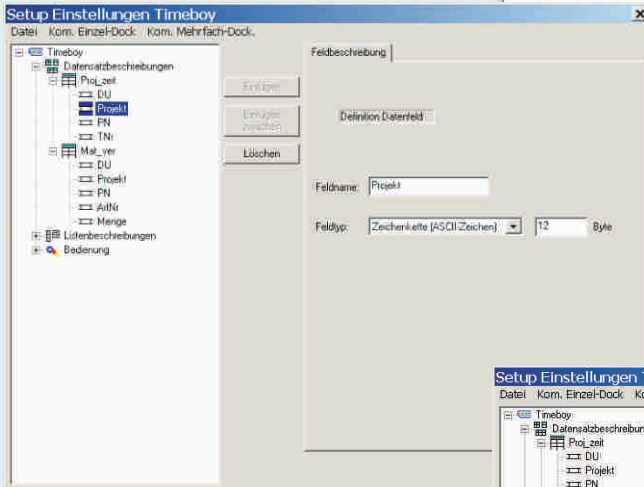 Setup Einstellungen Timeboy
Datei Kom. Einzel-Dock Kom. Mehrfach-Dock.
Timeboy
Datensatzbeschreibungen
Proj_zeit
DU
Projekt
PN
TNr
Mat_ver
DU
Projekt
PN
ArtNr
Menge
Listenbeschreibungen
Bedienung
Einfügen
Einfügen zwischen
Löschen
Feldbeschreibung
Definition Datenfeld
Feldname: Projekt
Feldtyp: Zeichenkette (ASCII-Zeichen) 12 Byte
Setup Einstellungen T
Datei Kom. Einzel-Dock Ko
Timeboy
Datensatzbeschreibun
Proj_zeit
DU
Projekt
PN